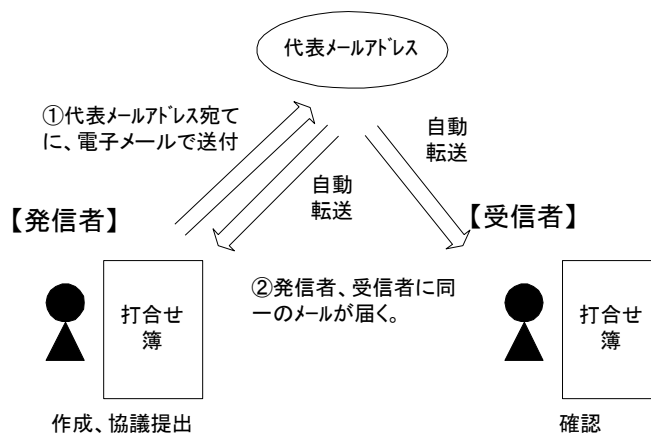 代表メールアドレス
①代表メールアドレス宛て
に、電子メールで送付
自動
転送
自動
転送
【発信者】
【受信者】
②発信者、受信者に同
一のメールが届く。
打合せ
簿
打合せ
簿
作成、協議提出
確認